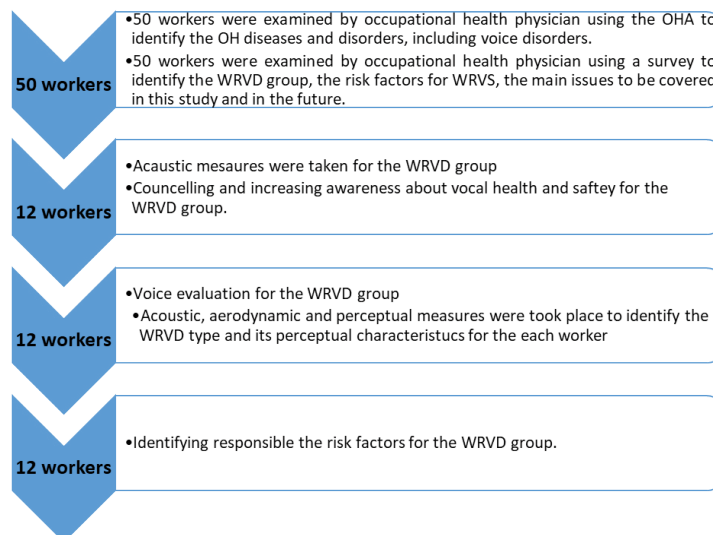 50 workers
•50 workers were examined by occupational health physician using the OHA to
identify the OH diseases and disorders, including voice disorders.
•50 workers were examined by occupational health physician using a survey to
identify the WRVD group, the risk factors for WRVS, the main issues to be covered
in this study and in the future.
12 workers
•Acaustic mesaures were taken for the WRVD group
•Councelling and increasing awareness about vocal health and saftey for the
WRVD group.
12 workers
•Voice evaluation for the WRVD group
•Acoustic, aerodynamic and perceptual measures were took place to identify the
WRVD type and its perceptual characteristucs for the each worker
12 workers
•Identifying responsible the risk factors for the WRVD group.